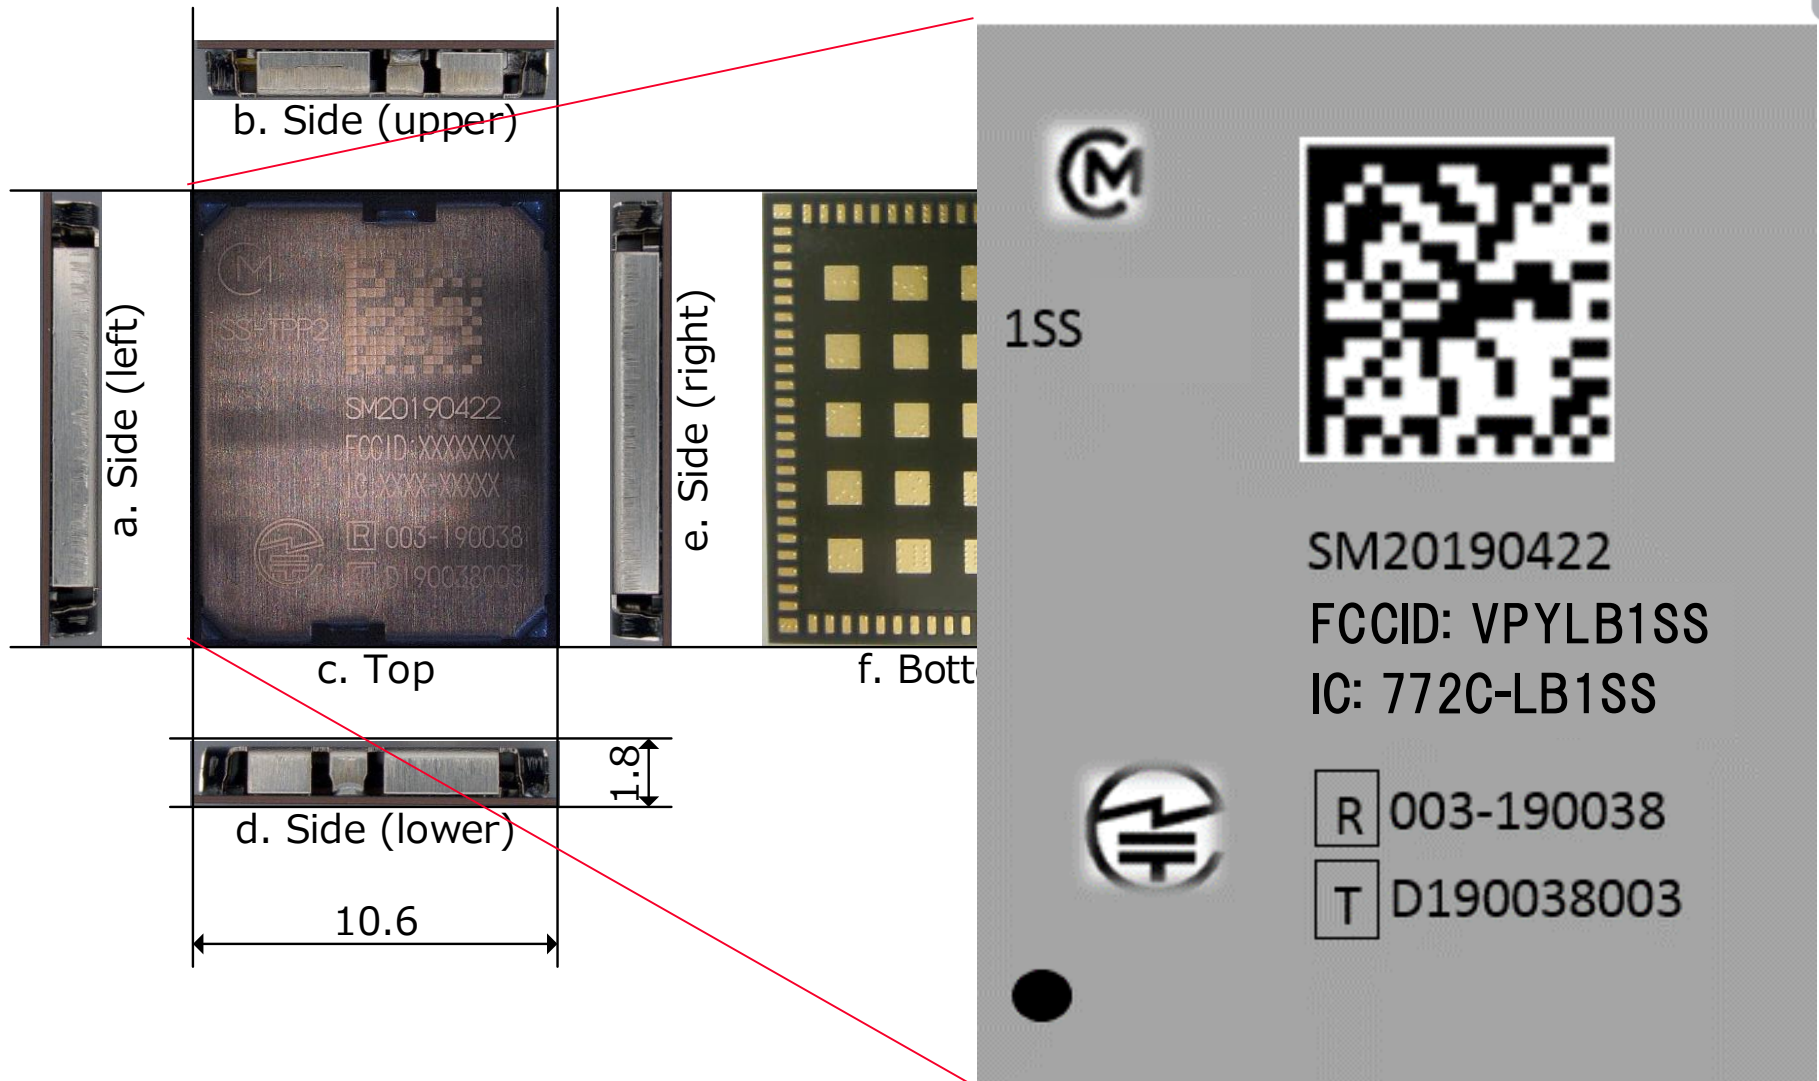 b. Side (upper)
a. Side (left)
1SS-TPP2
SM20190422
FCCID:XXXXXXXX
IC:XXXX-XXXXX
R 003-190038
T D190038003
c. Top
e. Side (right)
f. Bott
d. Side (lower)
1.8
10.6
M
1SS
SM20190422
FCCID: VPYLB1SS
IC: 772C-LB1SS
R 003-190038
T D190038003